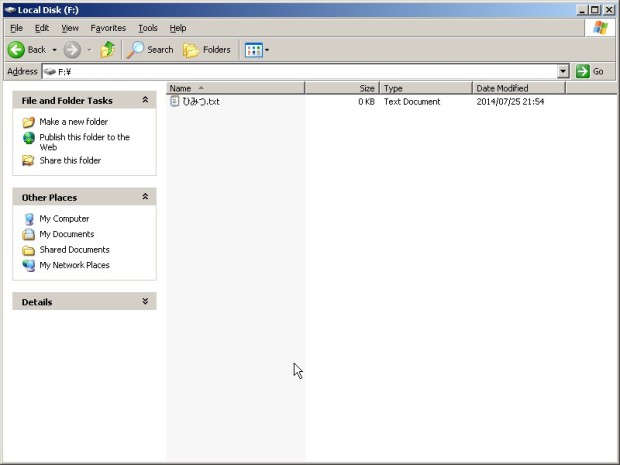 Local Disk (F:)
File Edit View Favorites Tools Help
Back Search Folders
Address F:¥ Go
File and Folder Tasks
Make a new folder
Publish this folder to the
Web
Share this folder
Other Places
My Computer
My Documents
Shared Documents
My Network Places
Details
Name Size Type Date Modified
ひみつ.txt 0 KB Text Document 2014/07/25 21:54